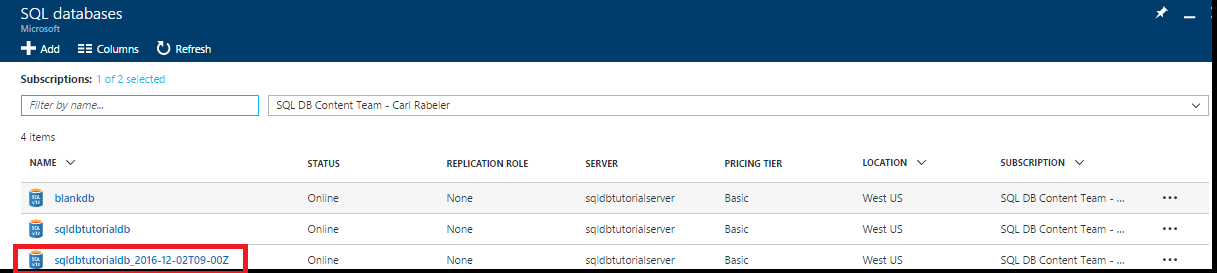 SQL databases
Microsoft
Add Columns Refresh
Subscriptions: 1 of 2 selected
Filter by name... SQL DB Content Team - Carl Rabeler
4 items
NAME STATUS REPLICATION ROLE SERVER PRICING TIER LOCATION SUBSCRIPTION
blankdb Online None sqldbtutorialserver Basic West US SQL DB Content Team - ...
sqldbtutorialdb Online None sqldbtutorialserver Basic West US SQL DB Content Team - ...
sqldbtutorialdb_2016-12-02T09-00Z Online None sqldbtutorialserver Basic West US SQL DB Content Team - ...